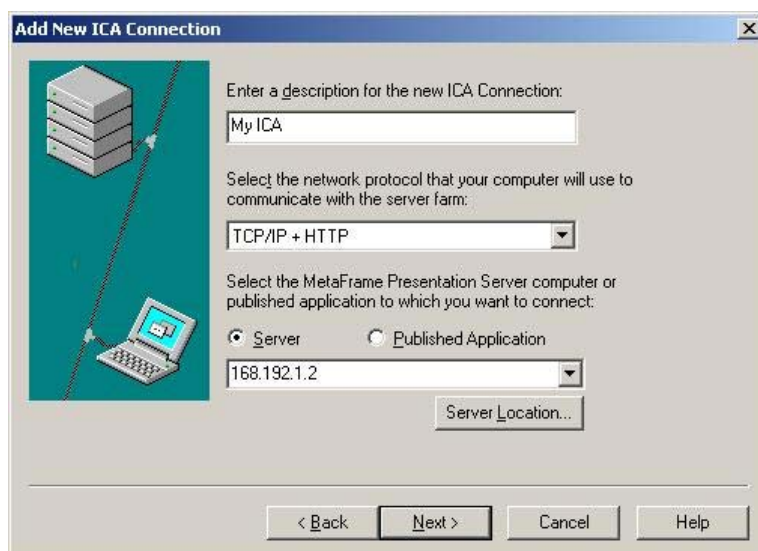 Add New ICA Connection
Enter a description for the new ICA Connection:
My ICA
Select the network protocol that your computer will use to
communicate with the server farm:
TCP/IP + HTTP
Select the MetaFrame Presentation Server computer or
published application to which you want to connect:
Server
Published Application
168.192.1.2
Server Location...
< Back
Next >
Cancel
Help